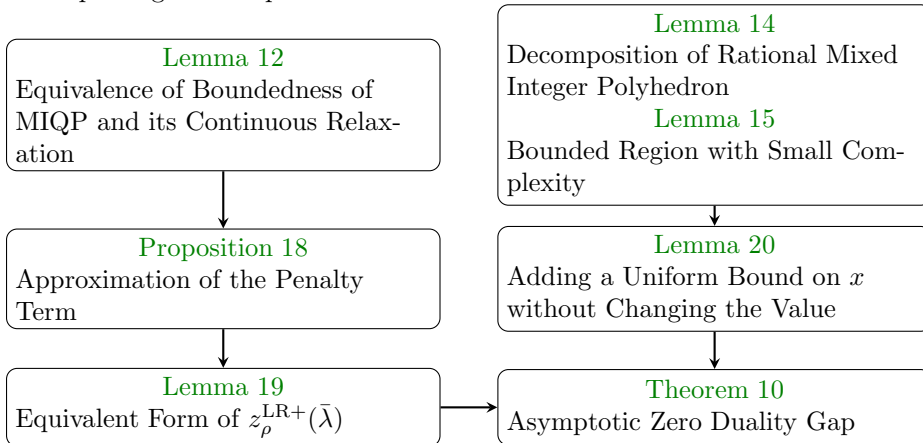 Lemma 12
Equivalence of Boundedness of
MIQP and its Continuous Relax-
ation
Lemma 14
Decomposition of Rational Mixed
Integer Polyhedron
Lemma 15
Bounded Region with Small Com-
plexity
Proposition 18
Approximation of the Penalty
Term
Lemma 20
Adding a Uniform Bound on x
without Changing the Value
Lemma 19
Equivalent Form of z_ρ^{LR+}(λ̄)
Theorem 10
Asymptotic Zero Duality Gap